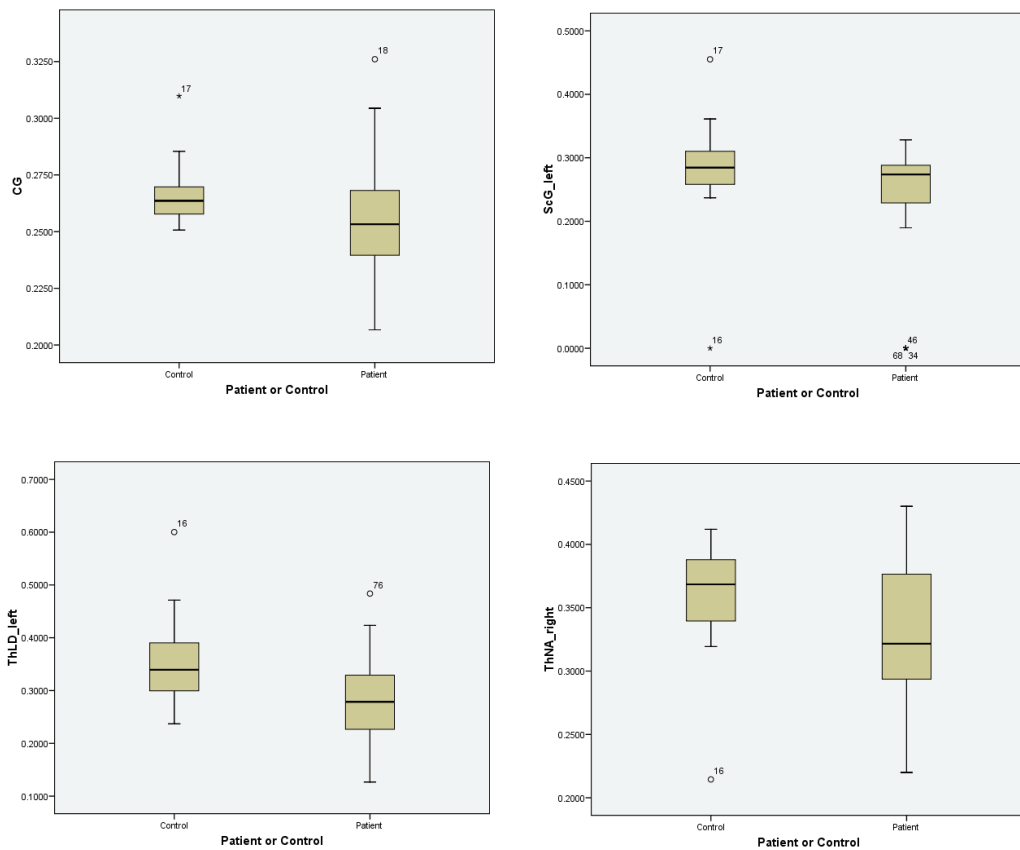 CG
0.3250
0.3000
0.2750
0.2500
0.2250
0.2000
17
18
Control Patient
Patient or Control
ScG_left
0.5000
0.4000
0.3000
0.2000
0.1000
0.0000
17
16
46
68 34
Control Patient
Patient or Control
ThLD_left
0.7000
0.6000
0.5000
0.4000
0.3000
0.2000
0.1000
16
76
Control Patient
Patient or Control
ThNA_right
0.4500
0.4000
0.3500
0.3000
0.2500
0.2000
16
Control Patient
Patient or Control